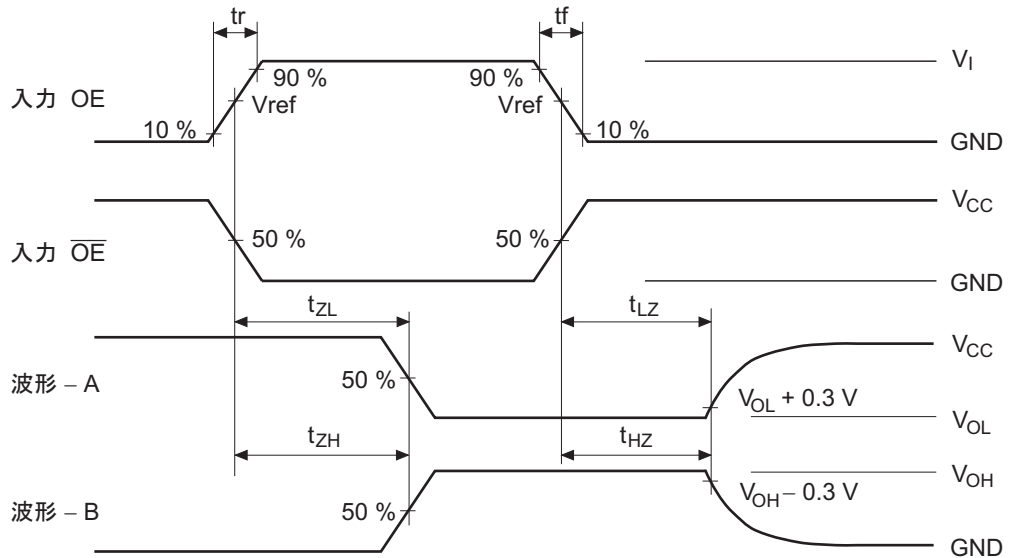 tr
tf
90 %
90 %
V_I
入力 OE
Vref
Vref
10 %
10 %
GND
V_CC
入力 O̅E̅
50 %
50 %
GND
t_ZL
t_LZ
V_CC
波形 – A
50 %
V_OL + 0.3 V
V_OL
t_ZH
t_HZ
V_OH
V_OH – 0.3 V
波形 – B
50 %
GND